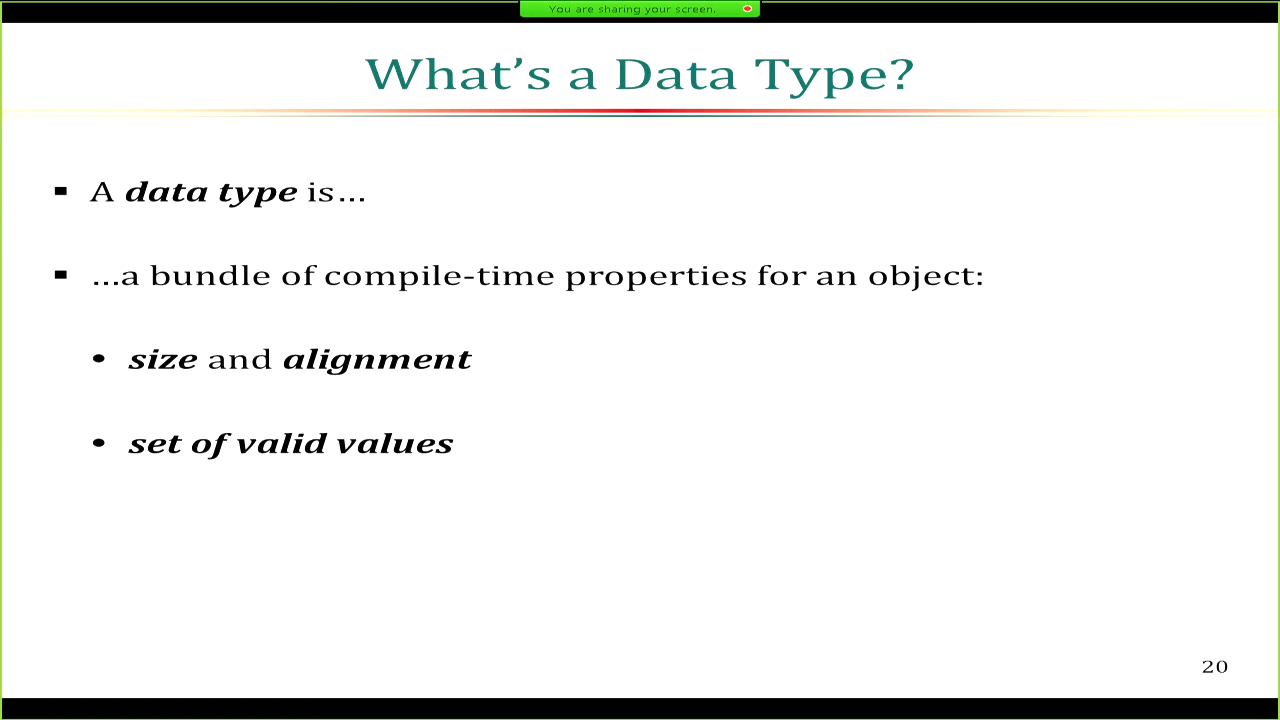 You are sharing your screen.
What’s a Data Type?
▪ A data type is…
▪ …a bundle of compile-time properties for an object:
• size and alignment
• set of valid values
20